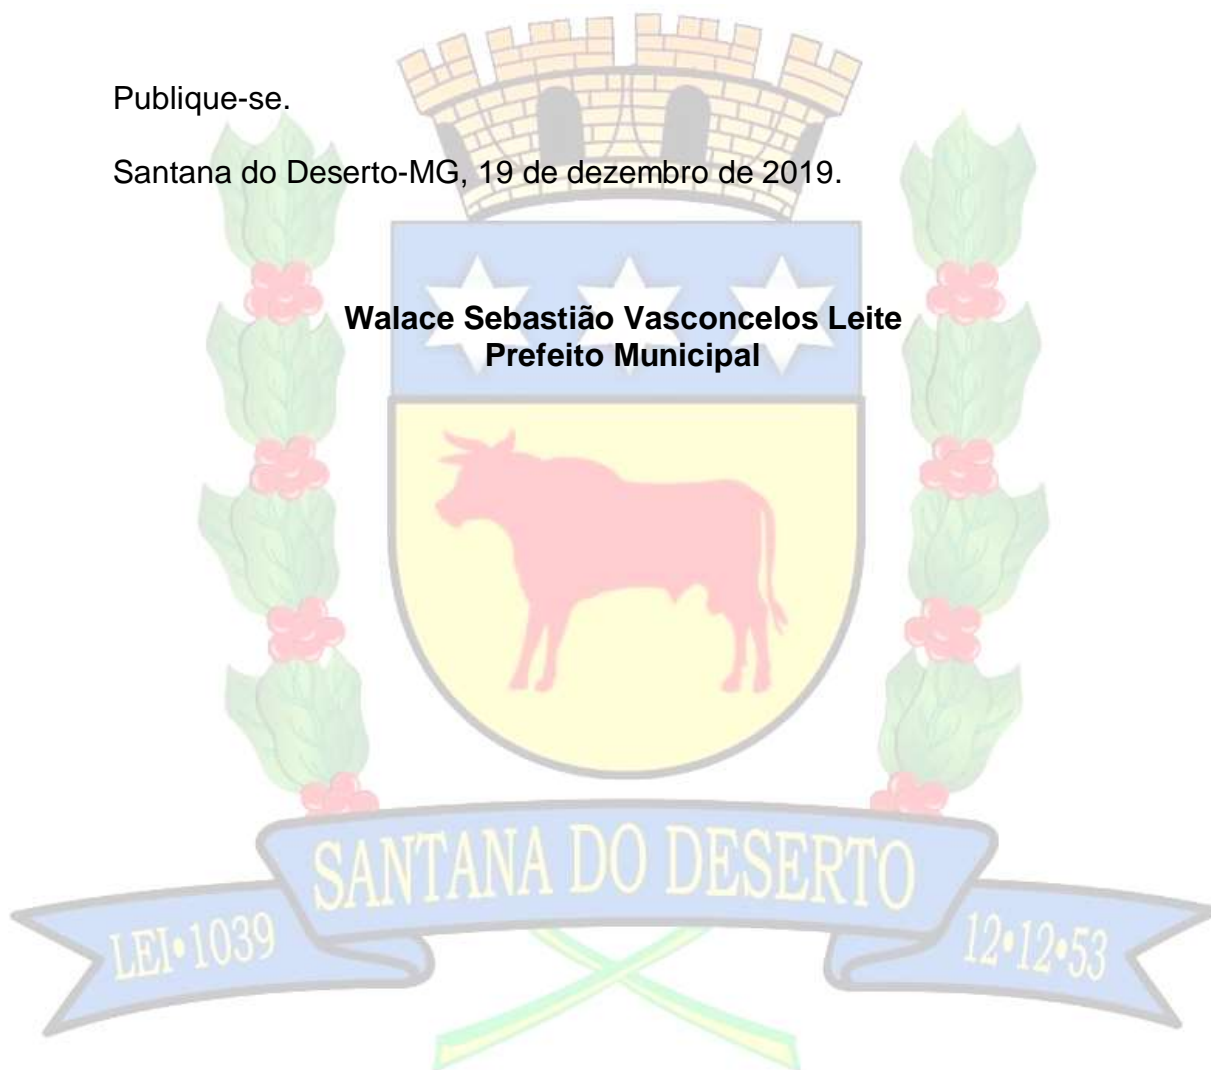 Publique-se.
Santana do Deserto-MG, 19 de dezembro de 2019.
Walace Sebastião Vasconcelos Leite
Prefeito Municipal
SANTANA DO DESERTO
LEI•1039
12•12•53